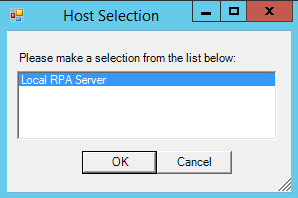 Host Selection
Please make a selection from the list below:
Local RPA Server
OK Cancel